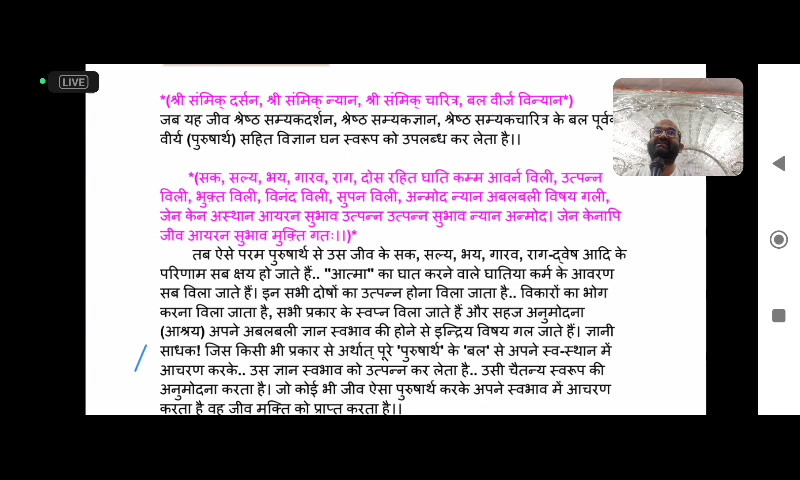 LIVE
*(श्री संमिक् दर्सन, श्री संमिक् न्यान, श्री संमिक् चारित्र, बल वीर्ज विन्यान*)
जब यह जीव श्रेष्ठ सम्यकदर्शन, श्रेष्ठ सम्यकज्ञान, श्रेष्ठ सम्यकचारित्र के बल
वीर्य (पुरुषार्थ) सहित विज्ञान घन स्वरूप को उपलब्ध कर लेता है।।
*(सक, सल्य, भय, गारव, राग, दोस रहित घाति कम्म आवर्न विली, उत्पन्न
विली, भुक्त विली, विनंद विली, सुपन विली, अन्मोद न्यान अबलबली विषय गली,
जेन केन अस्थान आयरन सुभाव उत्पन्न उत्पन्न सुभाव न्यान अन्मोद। जेन केनापि
जीव आयरन सुभाव मुक्ति गतः।।)*
तब ऐसे परम पुरुषार्थ से उस जीव के सक, सल्य, भय, गारव, राग-द्वेष आदि के
परिणाम सब क्षय हो जाते हैं.. "आत्मा" का घात करने वाले घातिया कर्म के आवरण
सब विला जाते हैं। इन सभी दोषों का उत्पन्न होना विला जाता है.. विकारों का भोग
करना विला जाता है, सभी प्रकार के स्वप्न विला जाते हैं और सहज अनुमोदना
(आश्रय) अपने अबलबली ज्ञान स्वभाव की होने से इन्द्रिय विषय गल जाते हैं। ज्ञानी
साधक! जिस किसी भी प्रकार से अर्थात् पूरे 'पुरुषार्थ' के 'बल' से अपने स्व-स्थान में
आचरण करके.. उस ज्ञान स्वभाव को उत्पन्न कर लेता है.. उसी चैतन्य स्वरूप की
अनुमोदना करता है। जो कोई भी जीव ऐसा पुरुषार्थ करके अपने स्वभाव में आचरण
करता है वह जीव मुक्ति को प्राप्त करता है।।